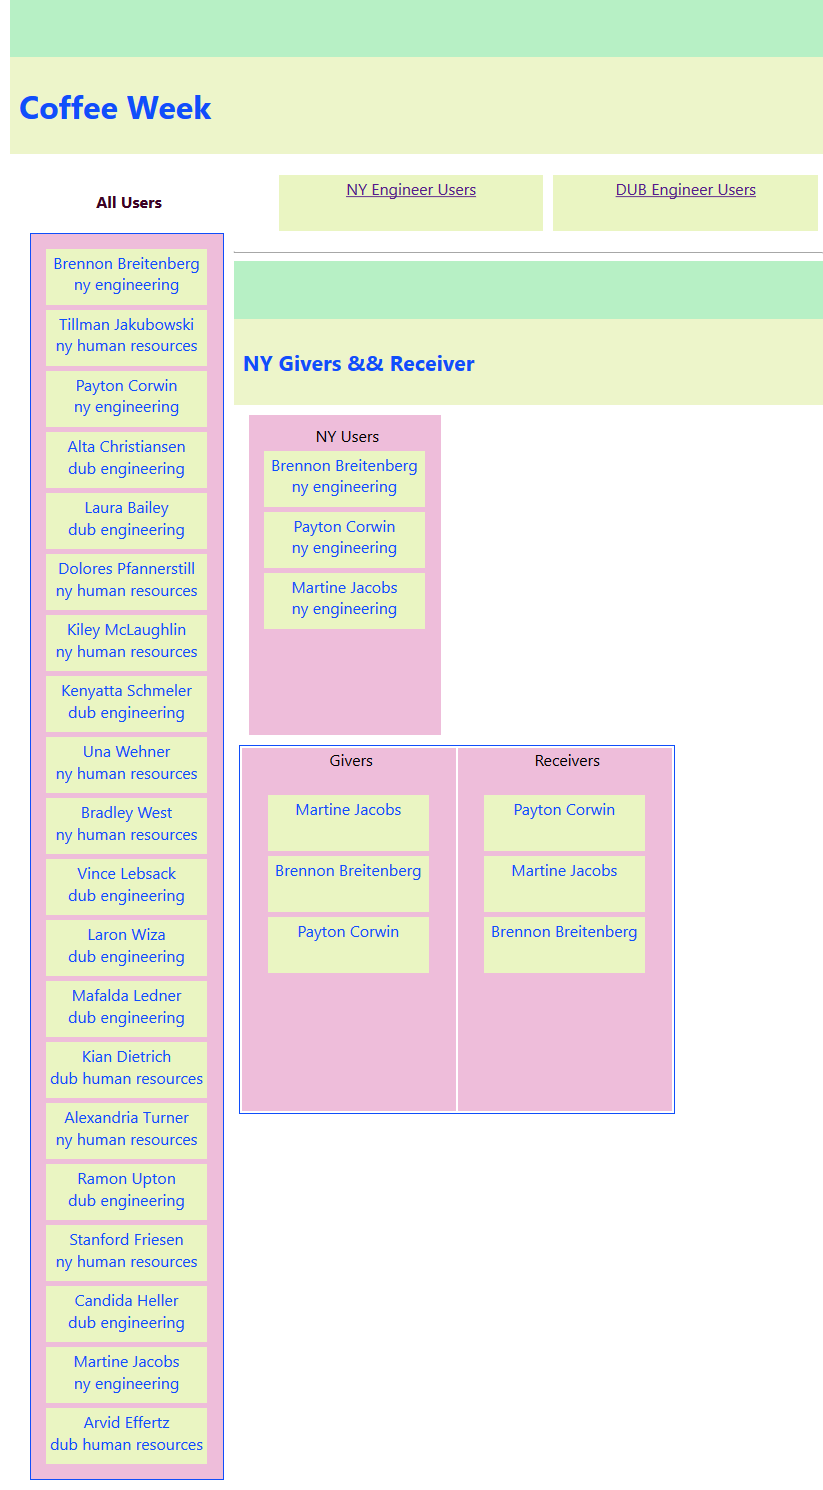 Coffee Week
All Users
Brennon Breitenberg
ny engineering
Tillman Jakubowski
ny human resources
Payton Corwin
ny engineering
Alta Christiansen
dub engineering
Laura Bailey
dub engineering
Dolores Pfannerstill
ny human resources
Kiley McLaughlin
ny human resources
Kenyatta Schmeler
dub engineering
Una Wehner
ny human resources
Bradley West
ny human resources
Vince Lebsack
dub engineering
Laron Wiza
dub engineering
Mafalda Ledner
dub engineering
Kian Dietrich
dub human resources
Alexandria Turner
ny human resources
Ramon Upton
dub engineering
Stanford Friesen
ny human resources
Candida Heller
dub engineering
Martine Jacobs
ny engineering
Arvid Effertz
dub human resources
NY Engineer Users
DUB Engineer Users
NY Givers && Receiver
NY Users
Brennon Breitenberg
ny engineering
Payton Corwin
ny engineering
Martine Jacobs
ny engineering
Givers
Martine Jacobs
Brennon Breitenberg
Payton Corwin
Receivers
Payton Corwin
Martine Jacobs
Brennon Breitenberg